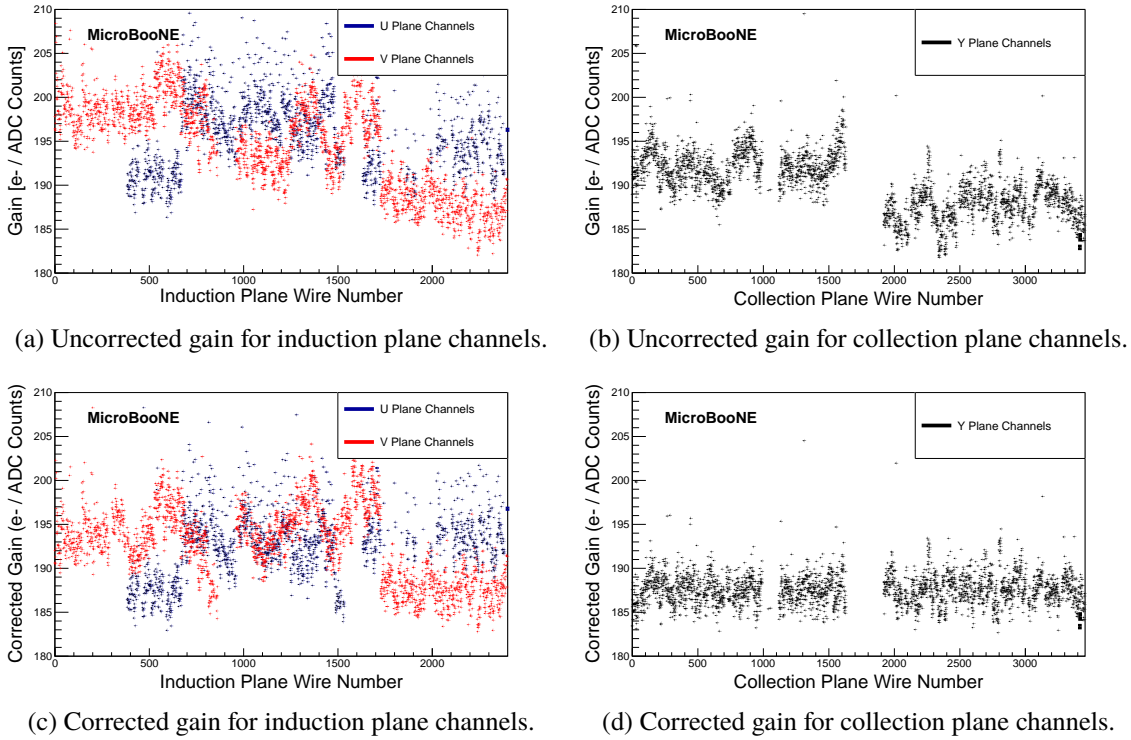 MicroBooNE
U Plane Channels
V Plane Channels
Gain [e- / ADC Counts]
210
205
200
195
190
185
180
0
500
1000
1500
2000
Induction Plane Wire Number
(a) Uncorrected gain for induction plane channels.
MicroBooNE
Y Plane Channels
Gain [e- / ADC Counts]
210
205
200
195
190
185
180
0
500
1000
1500
2000
2500
3000
Collection Plane Wire Number
(b) Uncorrected gain for collection plane channels.
MicroBooNE
U Plane Channels
V Plane Channels
Corrected Gain (e- / ADC Counts)
210
205
200
195
190
185
180
0
500
1000
1500
2000
Induction Plane Wire Number
(c) Corrected gain for induction plane channels.
MicroBooNE
Y Plane Channels
Corrected Gain (e- / ADC Counts)
210
205
200
195
190
185
180
0
500
1000
1500
2000
2500
3000
Collection Plane Wire Number
(d) Corrected gain for collection plane channels.